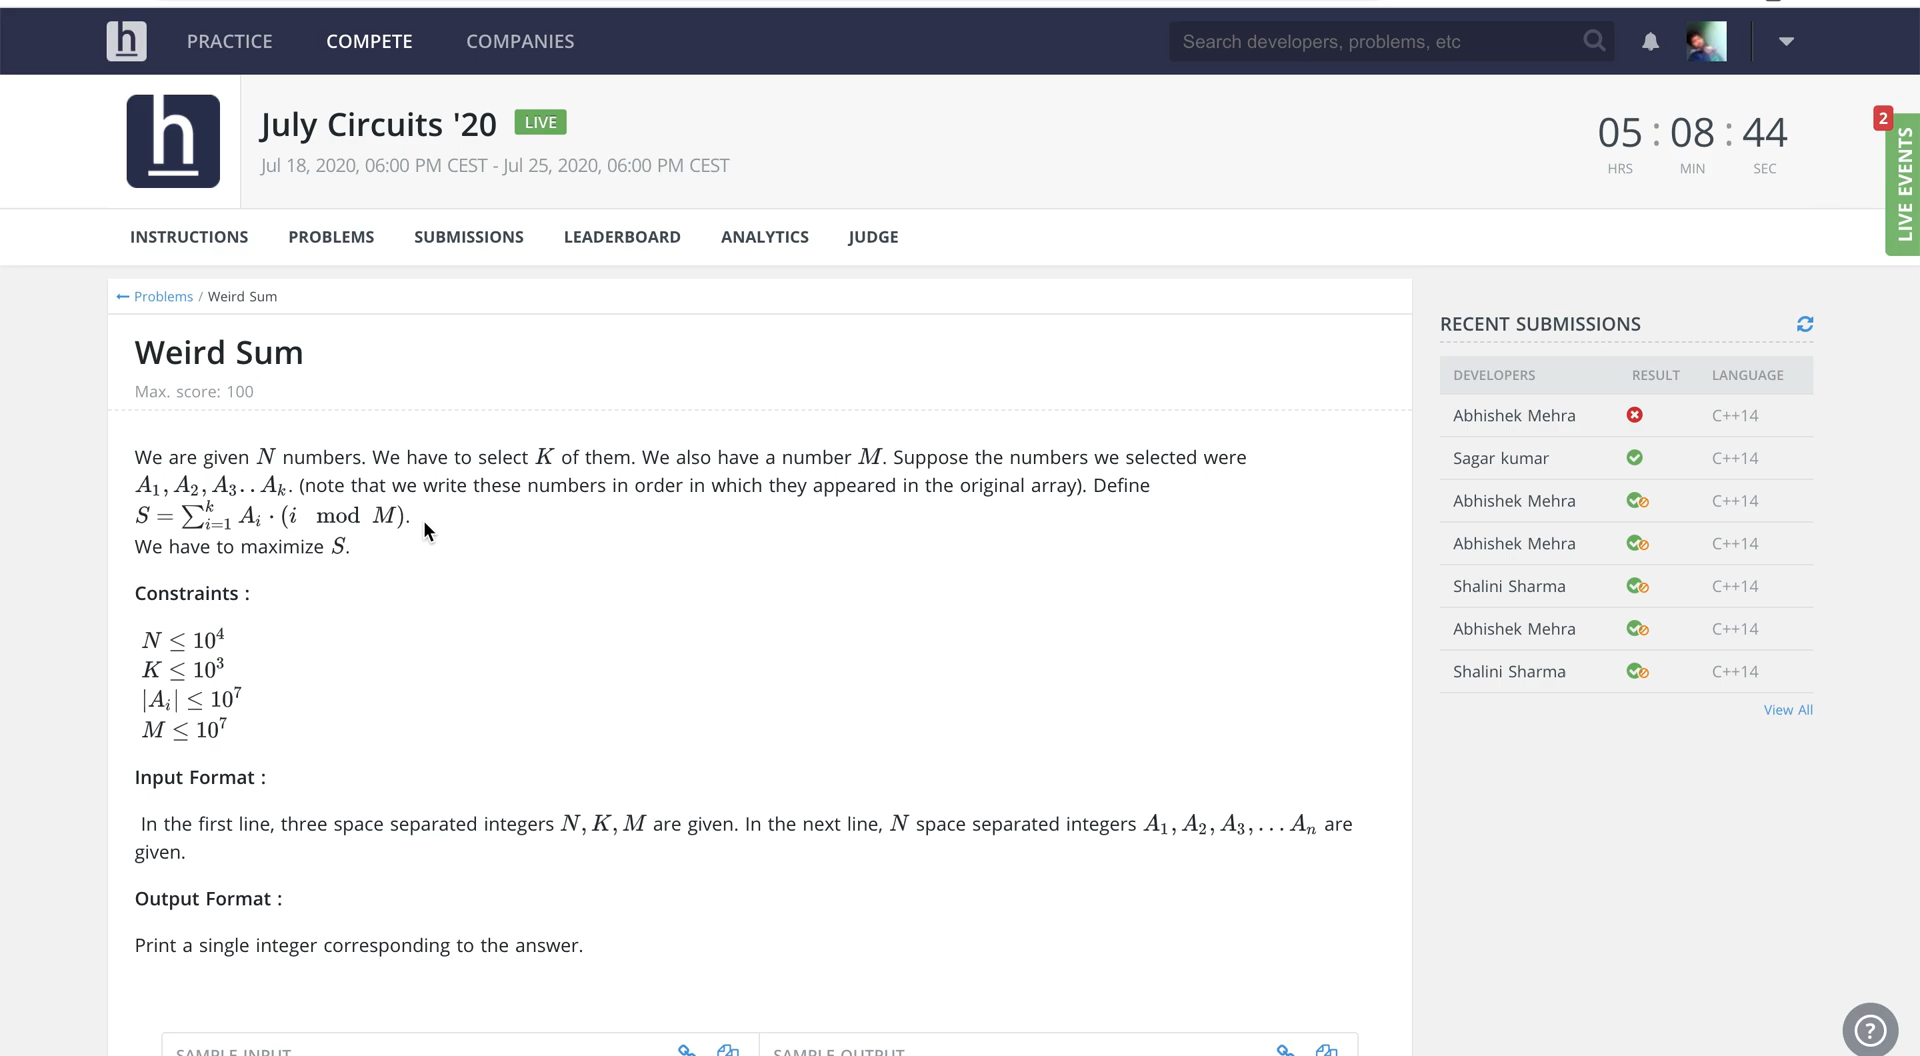 h PRACTICE COMPETE COMPANIES Search developers, problems, etc
h
July Circuits '20 LIVE
Jul 18, 2020, 06:00 PM CEST - Jul 25, 2020, 06:00 PM CEST
05 : 08 : 44
HRS MIN SEC
2
LIVE EVENTS
INSTRUCTIONS PROBLEMS SUBMISSIONS LEADERBOARD ANALYTICS JUDGE
← Problems / Weird Sum
Weird Sum
Max. score: 100
We are given N numbers. We have to select K of them. We also have a number M. Suppose the numbers we selected were
A₁, A₂, A₃.. Aₖ. (note that we write these numbers in order in which they appeared in the original array). Define
S = ∑ᵢ₌₁ᵏ Aᵢ · (i mod M).
We have to maximize S.
Constraints :
N ≤ 10⁴
K ≤ 10³
|Aᵢ| ≤ 10⁷
M ≤ 10⁷
Input Format :
In the first line, three space separated integers N, K, M are given. In the next line, N space separated integers A₁, A₂, A₃, … Aₙ are
given.
Output Format :
Print a single integer corresponding to the answer.
SAMPLE INPUT SAMPLE OUTPUT
RECENT SUBMISSIONS
DEVELOPERS RESULT LANGUAGE
Abhishek Mehra C++14
Sagar kumar C++14
Abhishek Mehra C++14
Abhishek Mehra C++14
Shalini Sharma C++14
Abhishek Mehra C++14
Shalini Sharma C++14
View All
?